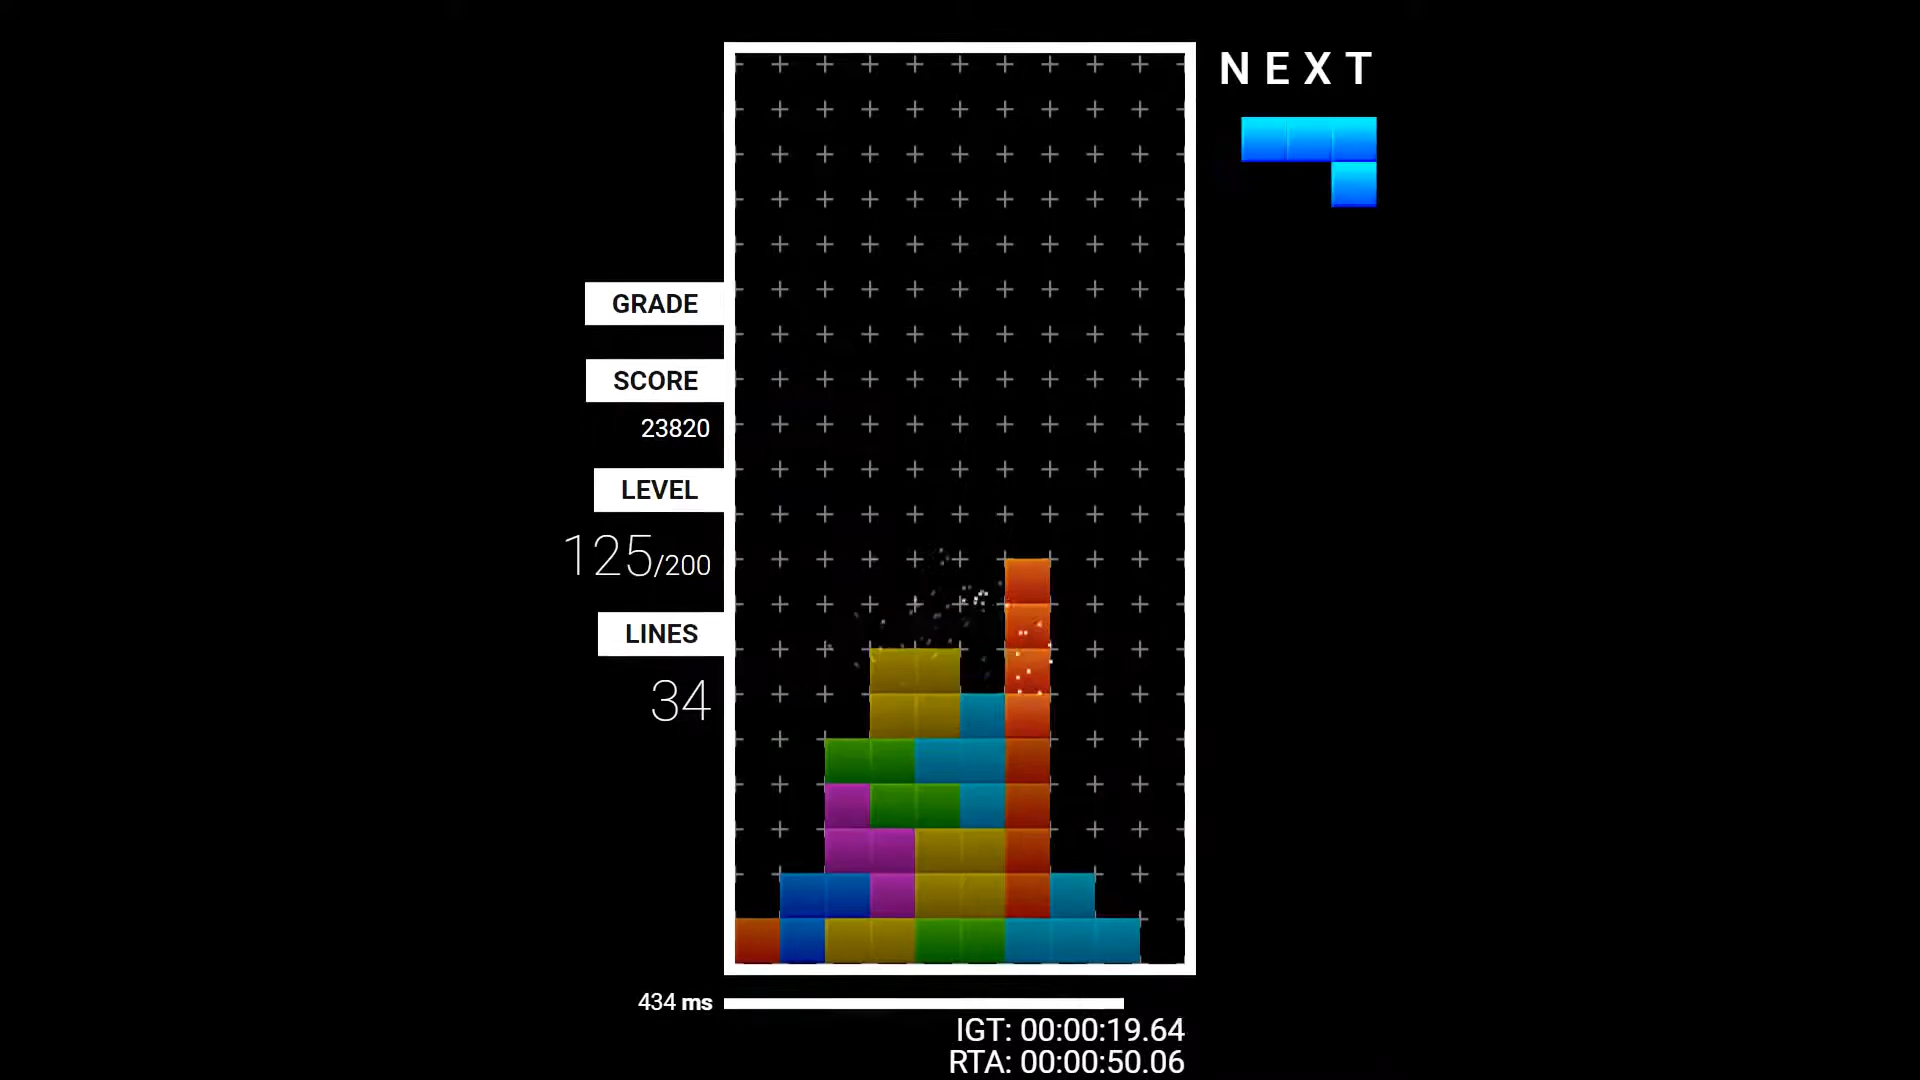 NEXT
GRADE
SCORE
23820
LEVEL
125/200
LINES
34
434 ms
IGT: 00:00:19.64
RTA: 00:00:50.06